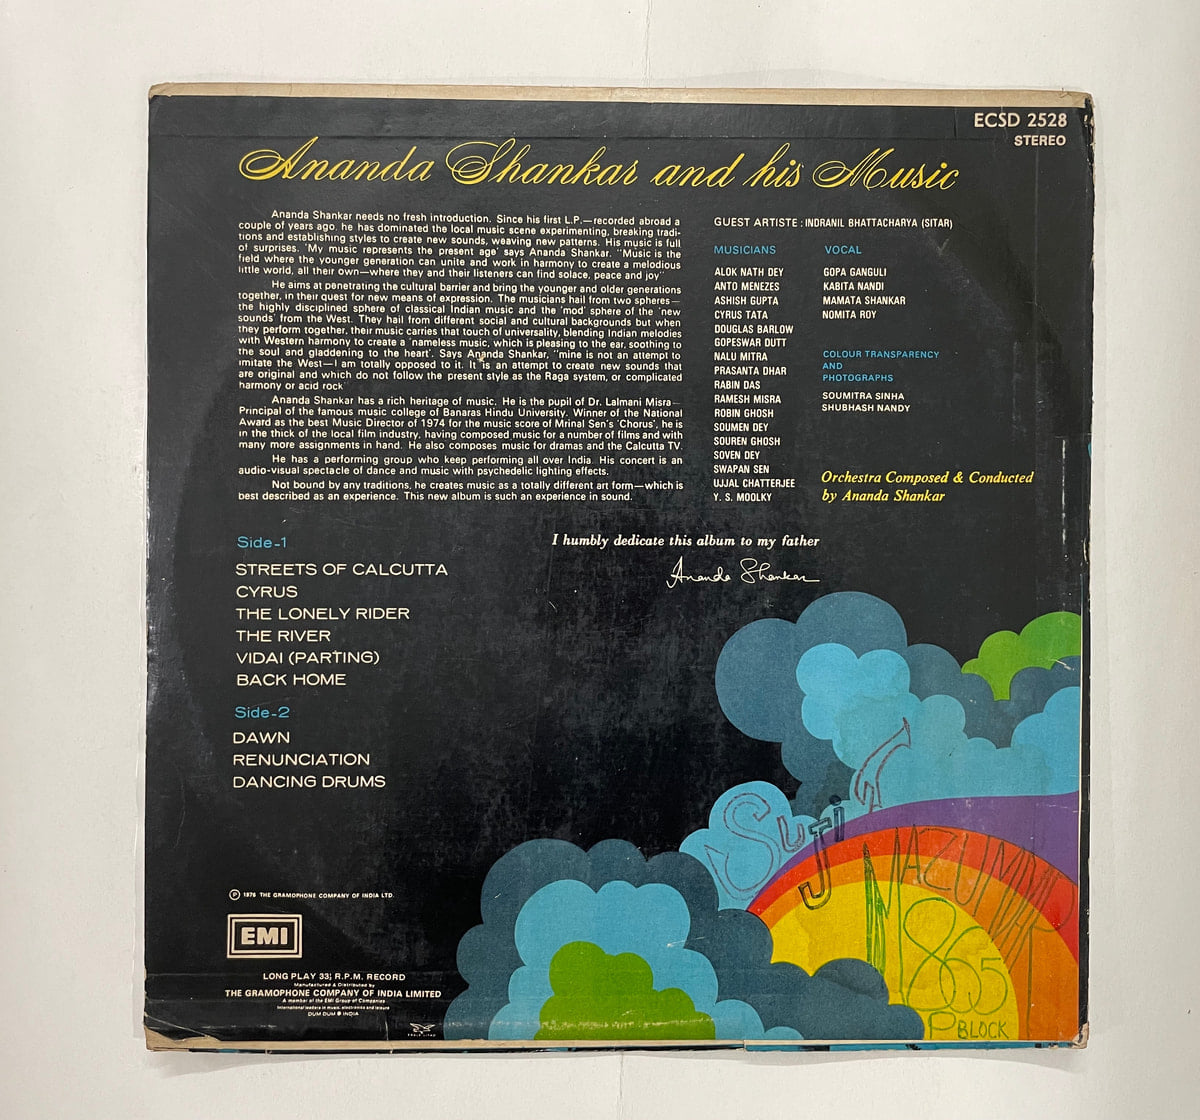 ECSD 2528
STEREO
Ananda Shankar and his Music
Ananda Shankar needs no fresh introduction. Since his first L.P.—recorded abroad a
couple of years ago, he has dominated the local music scene experimenting, breaking tradi-
tions and establishing styles to create new sounds, weaving new patterns. His music is full
of surprises. 'My music represents the present age' says Ananda Shankar. "Music is the
field where the younger generation can unite and work in harmony to create a melodious
little world, all their own—where they and their listeners can find solace, peace and joy"
He aims at penetrating the cultural barrier and bring the younger and older generations
together, in their quest for new means of expression. The musicians hail from two spheres—
the highly disciplined sphere of classical Indian music and the 'mod' sphere of the 'new
sounds' from the West. They hail from different social and cultural backgrounds but when
they perform together, their music carries that touch of universality, blending Indian melodies
with Western harmony to create a 'nameless music, which is pleasing to the ear, soothing to
the soul and gladdening to the heart'. Says Ananda Shankar, "mine is not an attempt to
imitate the West—I am totally opposed to it. It is an attempt to create new sounds that
are original and which do not follow the present style as the Raga system, or complicated
harmony or acid rock"
Ananda Shankar has a rich heritage of music. He is the pupil of Dr. Lalmani Misra—
Principal of the famous music college of Banaras Hindu University. Winner of the National
Award as the best Music Director of 1974 for the music score of Mrinal Sen's 'Chorus', he is
in the thick of the local film industry, having composed music for a number of films and with
many more assignments in hand. He also composes music for dramas and the Calcutta TV.
He has a performing group who keep performing all over India. His concert is an
audio-visual spectacle of dance and music with psychedelic lighting effects.
Not bound by any traditions, he creates music as a totally different art form—which is
best described as an experience. This new album is such an experience in sound.
GUEST ARTISTE : INDRANIL BHATTACHARYA (SITAR)
MUSICIANS
ALOK NATH DEY
ANTO MENEZES
ASHISH GUPTA
CYRUS TATA
DOUGLAS BARLOW
GOPESWAR DUTT
NALU MITRA
PRASANTA DHAR
RABIN DAS
RAMESH MISRA
ROBIN GHOSH
SOUMEN DEY
SOUREN GHOSH
SOVEN DEY
SWAPAN SEN
UJJAL CHATTERJEE
Y. S. MOOLKY
VOCAL
GOPA GANGULI
KABITA NANDI
MAMATA SHANKAR
NOMITA ROY
COLOUR TRANSPARENCY
AND
PHOTOGRAPHS
SOUMITRA SINHA
SHUBHASH NANDY
Orchestra Composed & Conducted
by Ananda Shankar
I humbly dedicate this album to my father
Ananda Shankar
Side-1
STREETS OF CALCUTTA
CYRUS
THE LONELY RIDER
THE RIVER
VIDAI (PARTING)
BACK HOME
Side-2
DAWN
RENUNCIATION
DANCING DRUMS
SUJiT
MAZUMDAR
M865
P BLOCK
℗ 1976 THE GRAMOPHONE COMPANY OF INDIA LTD.
EMI
LONG PLAY 33⅓ R.P.M. RECORD
Manufactured & Distributed by
THE GRAMOPHONE COMPANY OF INDIA LIMITED
A member of the EMI Group of Companies
International leaders in music, electronics and leisure
DUM DUM INDIA